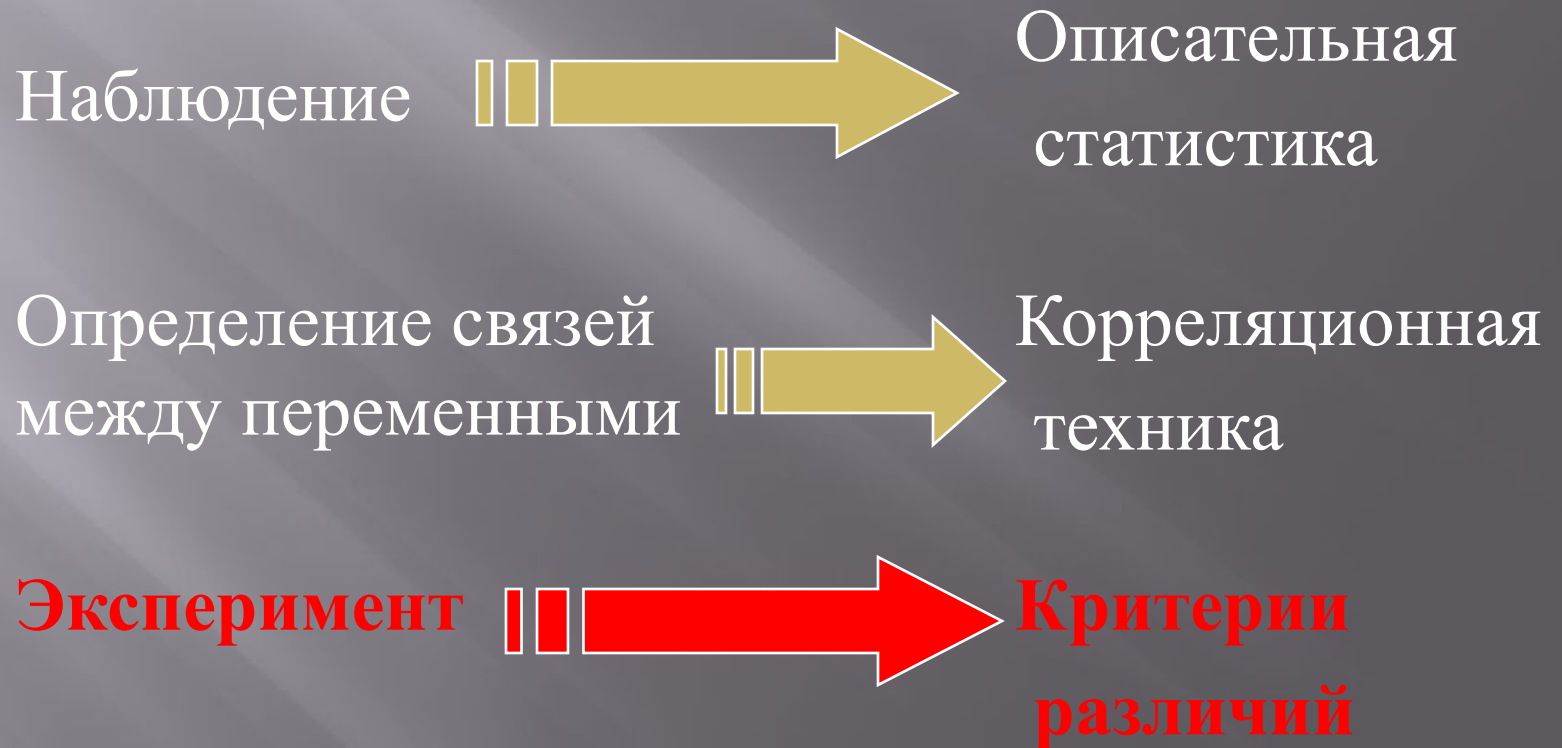 Наблюдение
Описательная
статистика
Определение связей
между переменными
Корреляционная
техника
Эксперимент
Критерии
различий